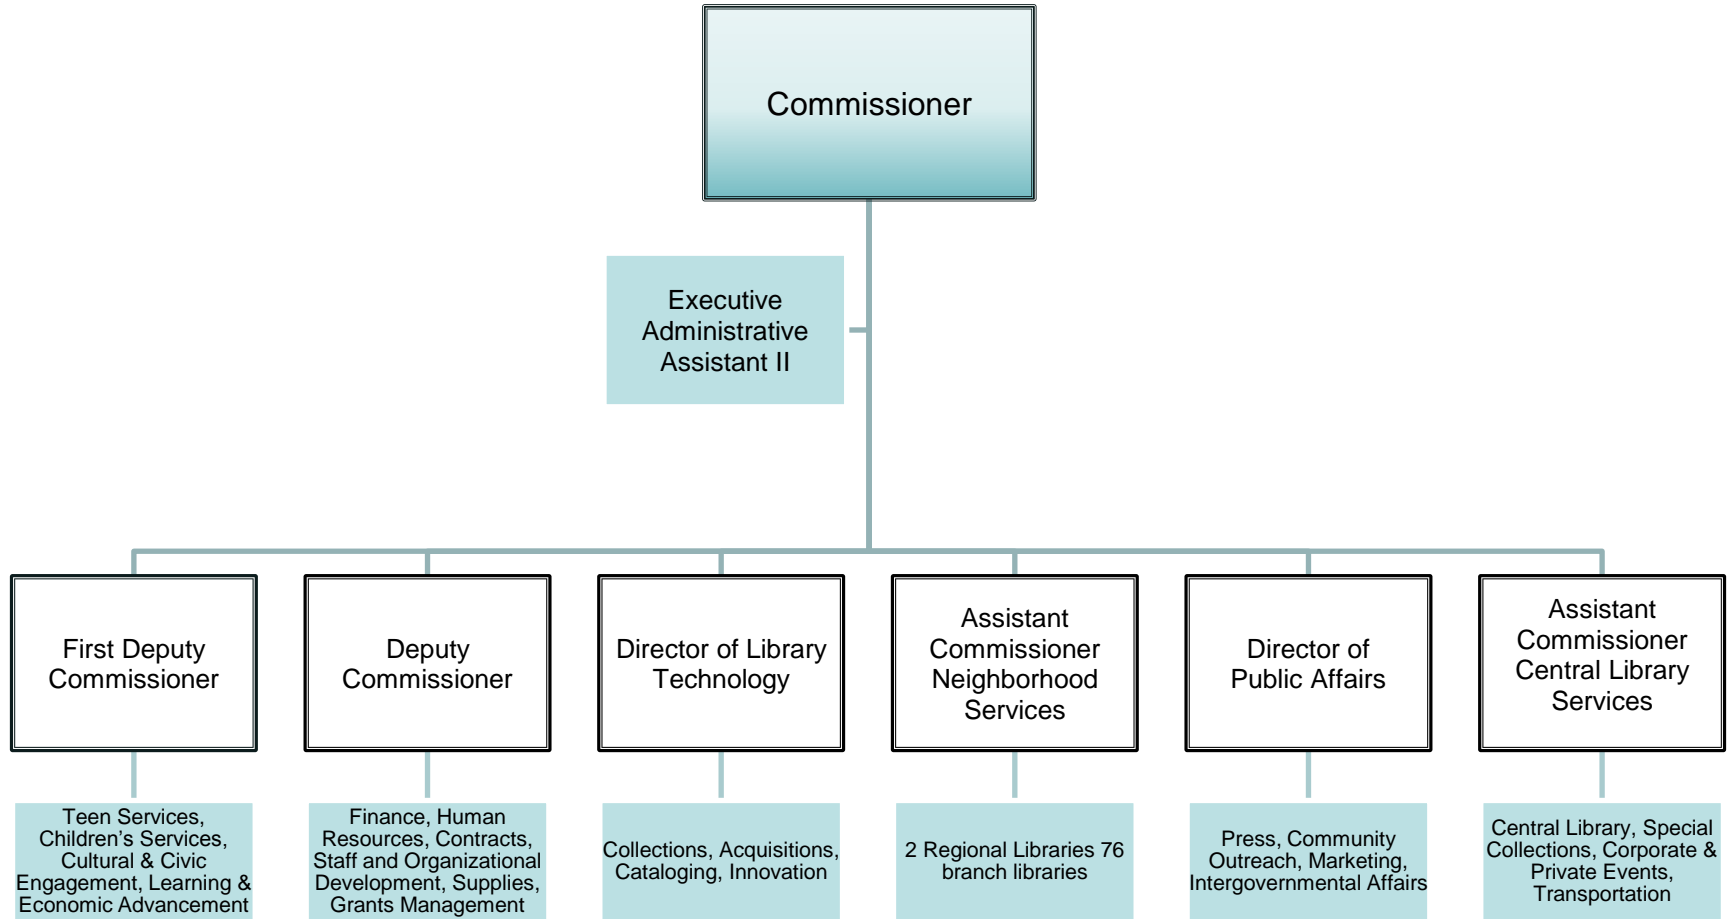 Commissioner
Executive
Administrative
Assistant II
First Deputy
Commissioner
Deputy
Commissioner
Director of Library
Technology
Assistant
Commissioner
Neighborhood
Services
Director of
Public Affairs
Assistant
Commissioner
Central Library
Services
Teen Services,
Children’s Services,
Cultural & Civic
Engagement, Learning &
Economic Advancement
Finance, Human
Resources, Contracts,
Staff and Organizational
Development, Supplies,
Grants Management
Collections, Acquisitions,
Cataloging, Innovation
2 Regional Libraries 76
branch libraries
Press, Community
Outreach, Marketing,
Intergovernmental Affairs
Central Library, Special
Collections, Corporate &
Private Events,
Transportation